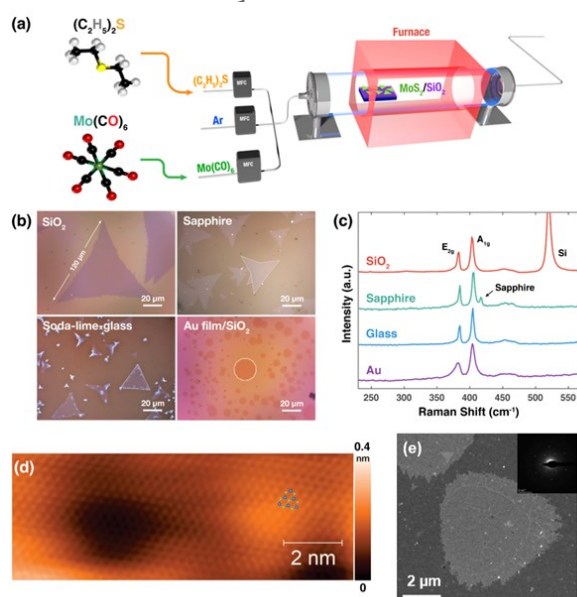 (a)
(C₂H₅)₂S
(C₂H₅)₂S
MFC
Ar
MFC
Mo(CO)₆
Mo(CO)₆
MFC
Furnace
MoS₂/SiO₂
(b)
SiO₂
120 µm
20 µm
Sapphire
20 µm
Soda-lime glass
20 µm
Au film/SiO₂
20 µm
(c)
Intensity (a.u.)
E2g
A1g
Si
SiO₂
Sapphire
Sapphire
Glass
Au
250 300 350 400 450 500 550
Raman Shift (cm⁻¹)
(d)
2 nm
0.4
nm
0
(e)
2 µm